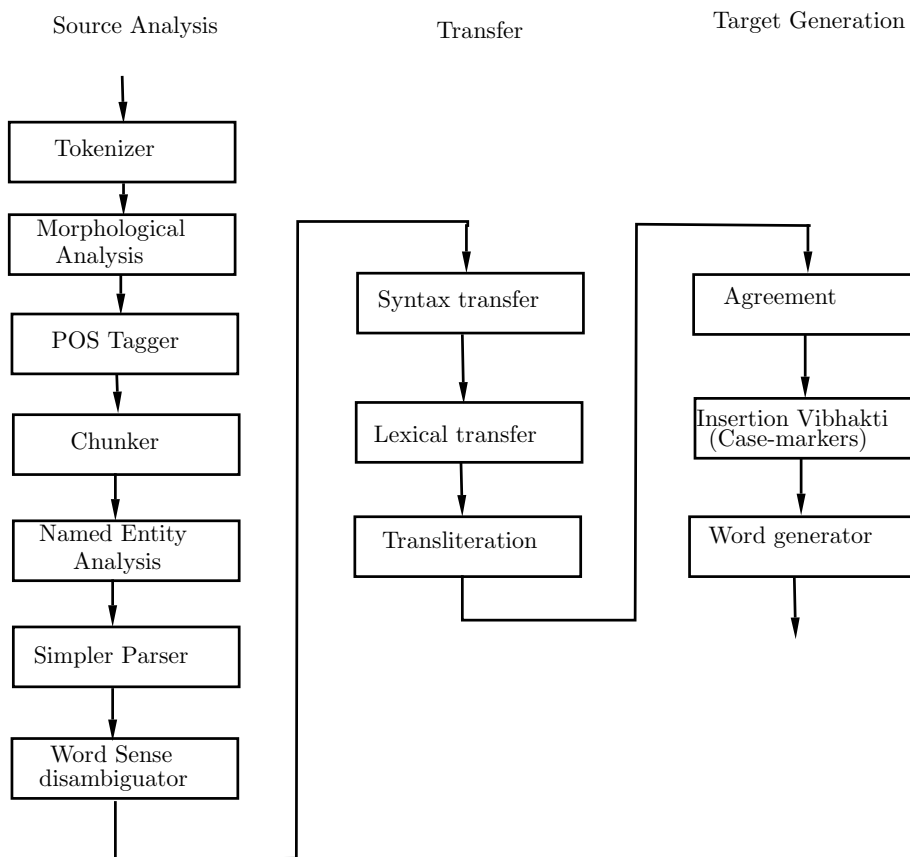 Source Analysis
Transfer
Target Generation
Tokenizer
Morphological
Analysis
POS Tagger
Chunker
Named Entity
Analysis
Simpler Parser
Word Sense
disambiguator
Syntax transfer
Lexical transfer
Transliteration
Agreement
Insertion Vibhakti
(Case-markers)
Word generator